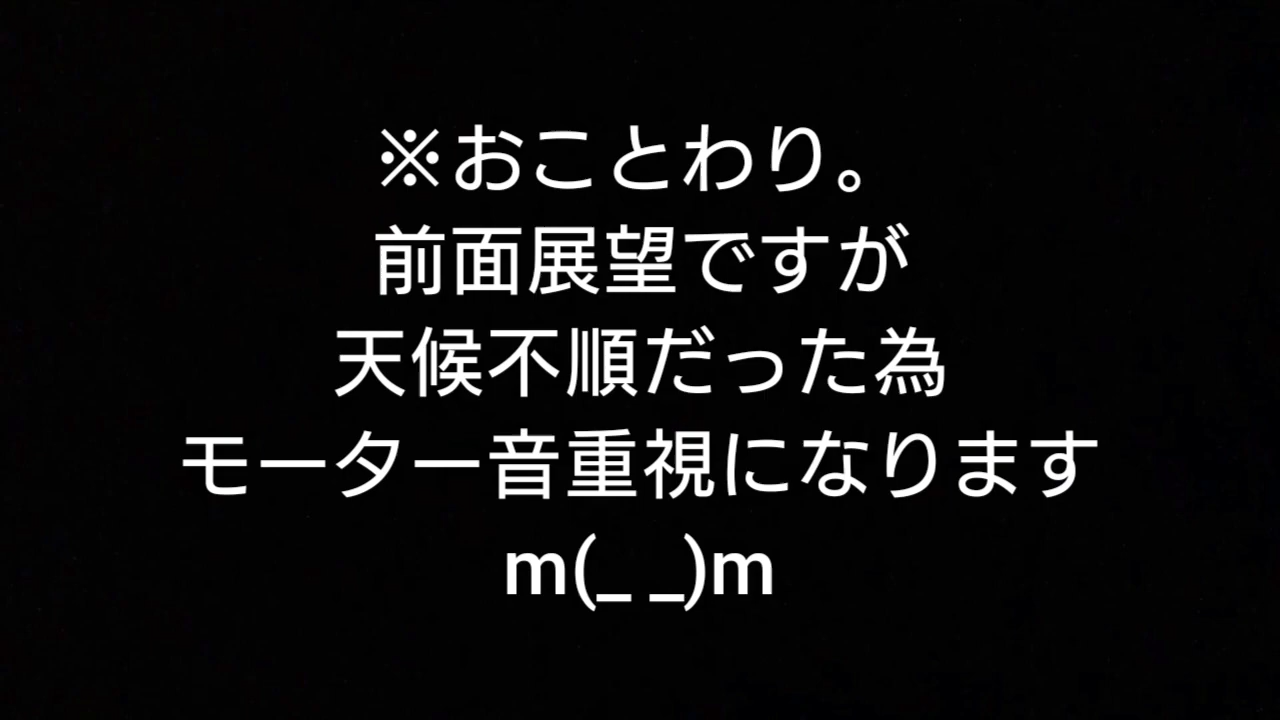 ※おことわり。
前面展望ですが
天候不順だった為
モーター音重視になります
m(_ _)m